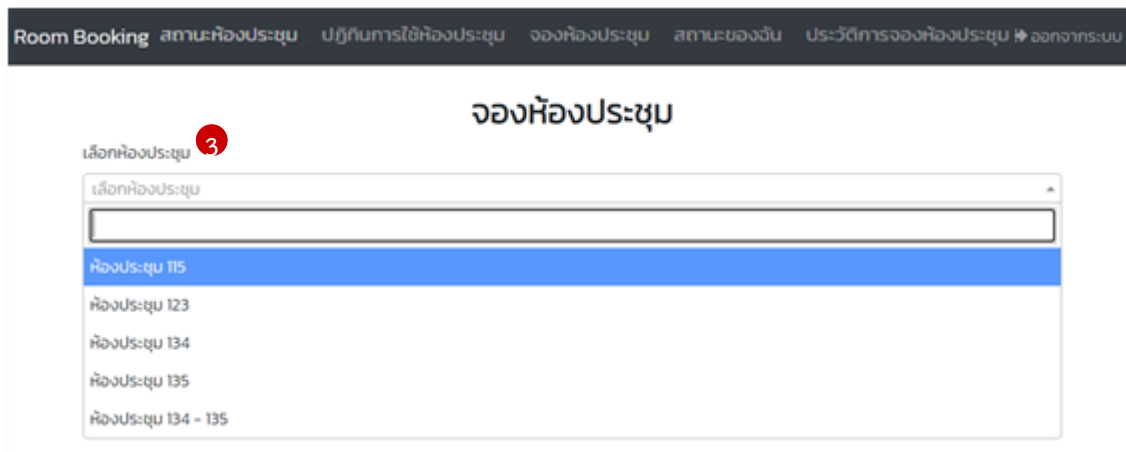 Room Booking สถานะห้องประชุม ปฏิทินการใช้ห้องประชุม จองห้องประชุม สถานะของฉัน ประวัติการจองห้องประชุม ออกจากระบบ
จองห้องประชุม
เลือกห้องประชุม 3
เลือกห้องประชุม
ห้องประชุม 115
ห้องประชุม 123
ห้องประชุม 134
ห้องประชุม 135
ห้องประชุม 134 - 135